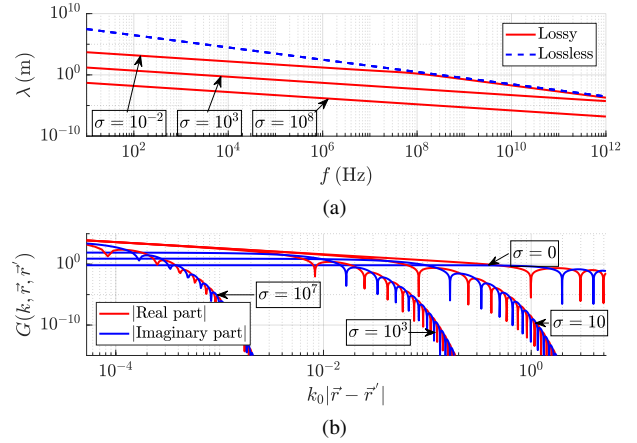 10^10
10^0
10^-10
λ (m)
Lossy
Lossless
σ = 10^-2
σ = 10^3
σ = 10^8
10^2
10^4
10^6
10^8
10^10
10^12
f (Hz)
(a)
10^0
10^-10
G(k, r⃗, r⃗′)
σ = 0
σ = 10^7
σ = 10^3
σ = 10
|Real part|
|Imaginary part|
10^-4
10^-2
10^0
k₀|r⃗ − r⃗′|
(b)